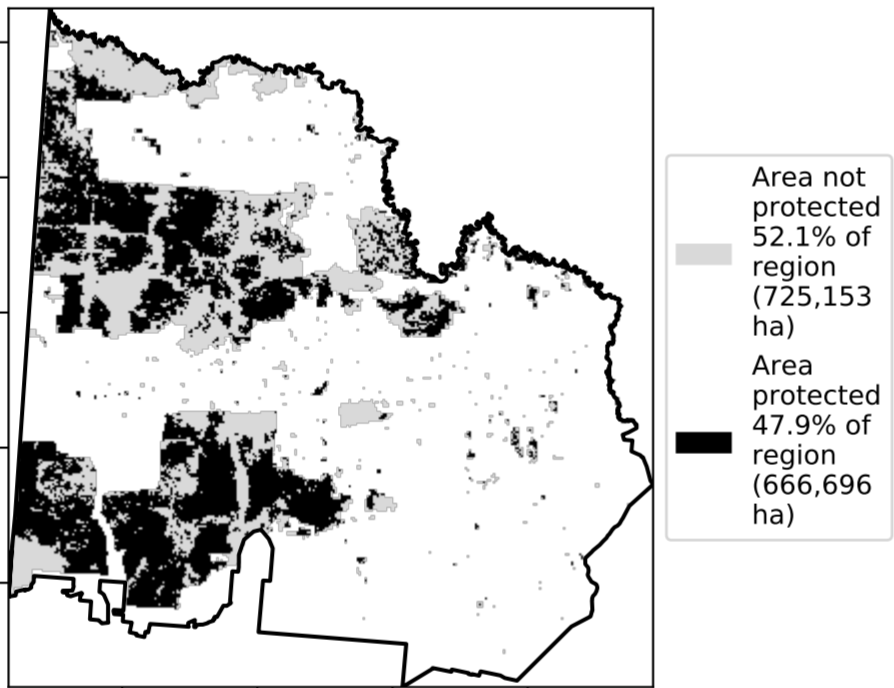 Area not
protected
52.1% of
region
(725,153
ha)
Area
protected
47.9% of
region
(666,696
ha)